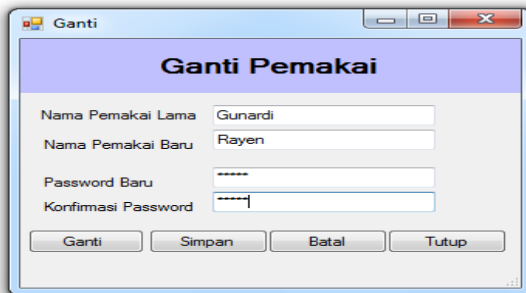 Ganti
Ganti Pemakai
Nama Pemakai Lama Gunardi
Nama Pemakai Baru Rayen
Password Baru *****
Konfirmasi Password *****
Ganti Simpan Batal Tutup